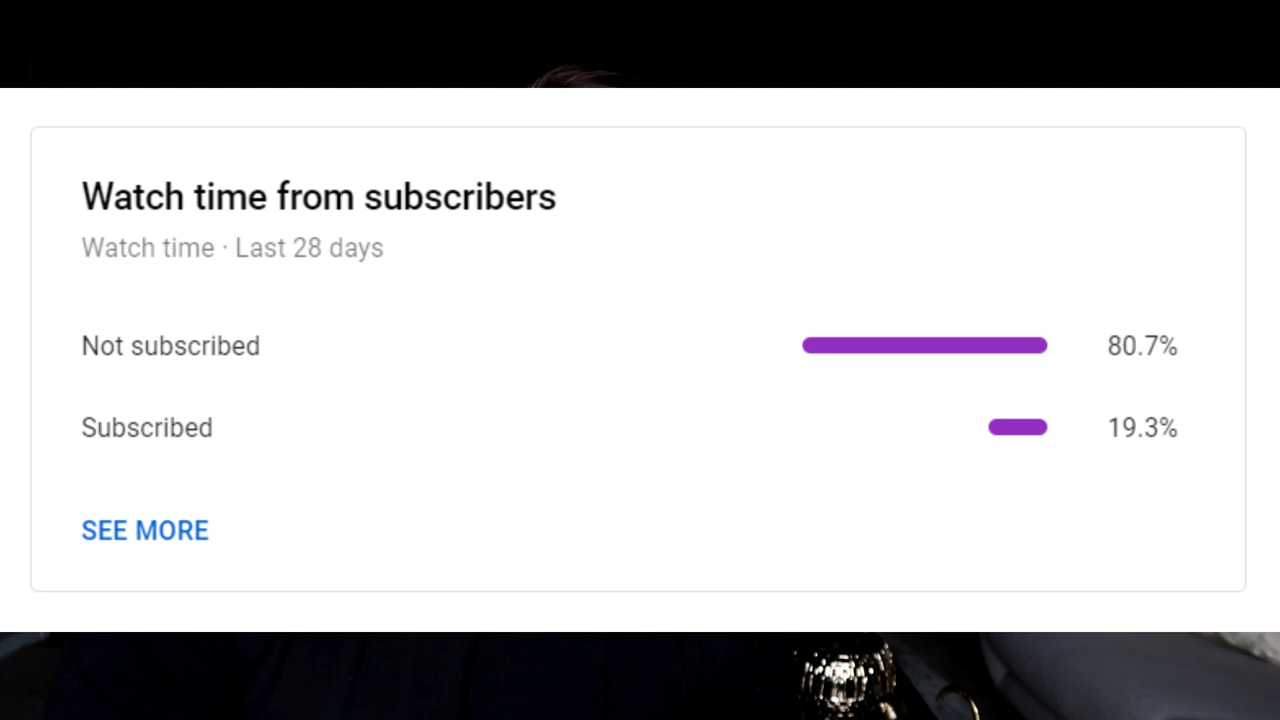 Watch time from subscribers
Watch time · Last 28 days
Not subscribed 80.7%
Subscribed 19.3%
SEE MORE